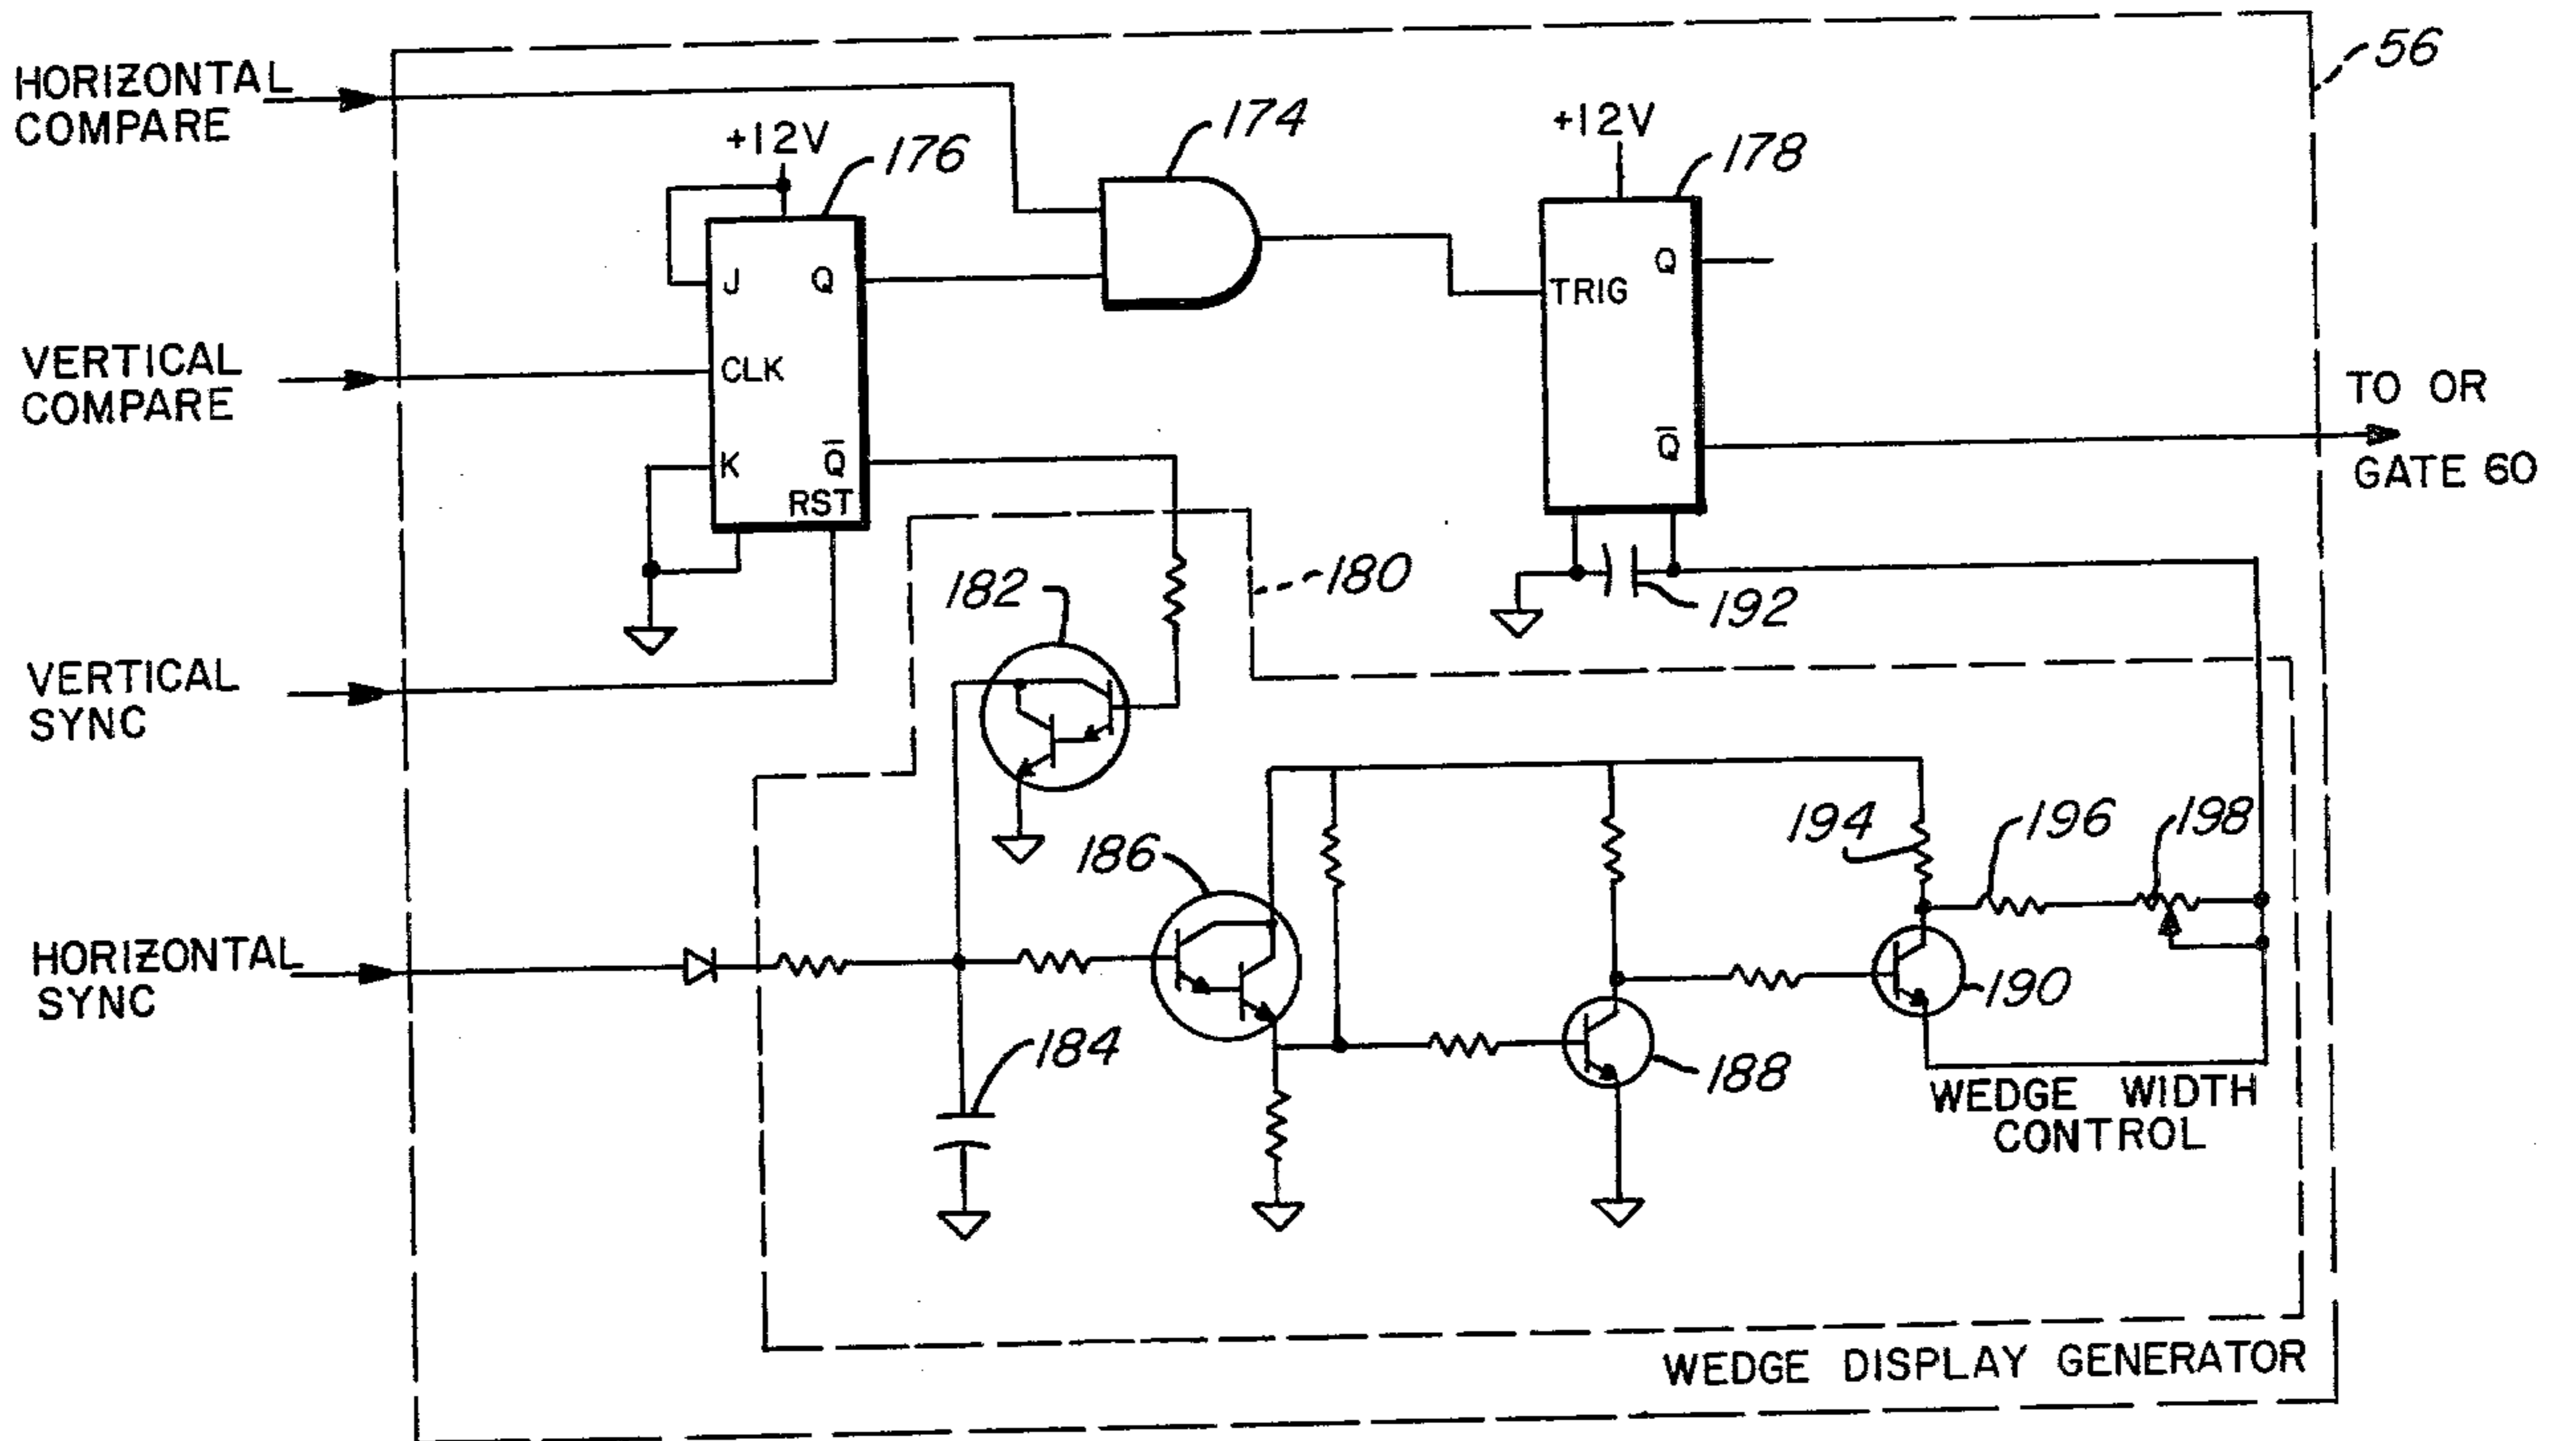 HORIZONTAL
COMPARE
56
174
+12V
176
+12V
178
J
Q
Q
TRIG
VERTICAL
COMPARE
CLK
TO OR
GATE 60
K
Q̅
RST
Q̅
182
180
192
VERTICAL
SYNC
186
194
196
198
HORIZONTAL
SYNC
190
184
188
WEDGE WIDTH
CONTROL
WEDGE DISPLAY GENERATOR